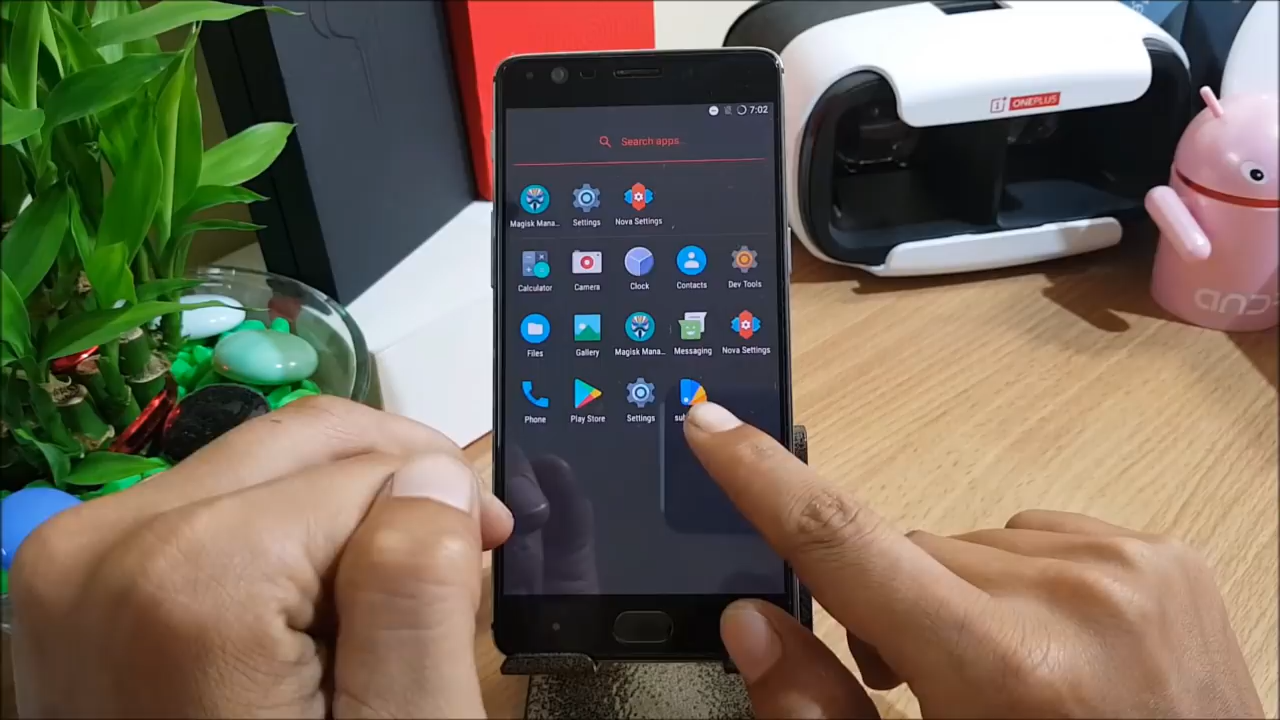 7:02
Search apps..
Magisk Mana...
Settings
Nova Settings
Calculator
Camera
Clock
Contacts
Dev Tools
Files
Gallery
Magisk Mana...
Messaging
Nova Settings
Phone
Play Store
Settings
ONEPLUS